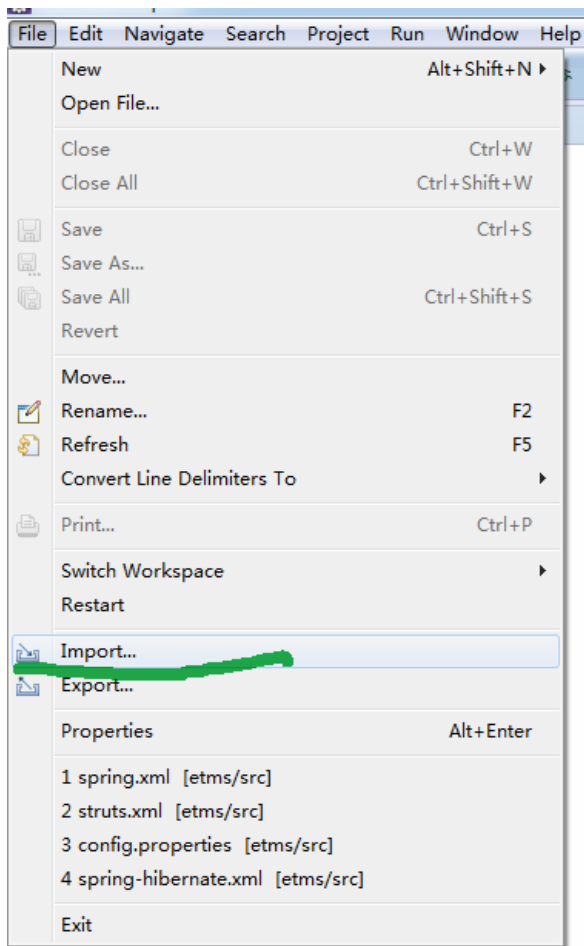 File Edit Navigate Search Project Run Window Help
New Alt+Shift+N
Open File...
Close Ctrl+W
Close All Ctrl+Shift+W
Save Ctrl+S
Save As...
Save All Ctrl+Shift+S
Revert
Move...
Rename... F2
Refresh F5
Convert Line Delimiters To
Print... Ctrl+P
Switch Workspace
Restart
Import...
Export...
Properties Alt+Enter
1 spring.xml [etms/src]
2 struts.xml [etms/src]
3 config.properties [etms/src]
4 spring-hibernate.xml [etms/src]
Exit